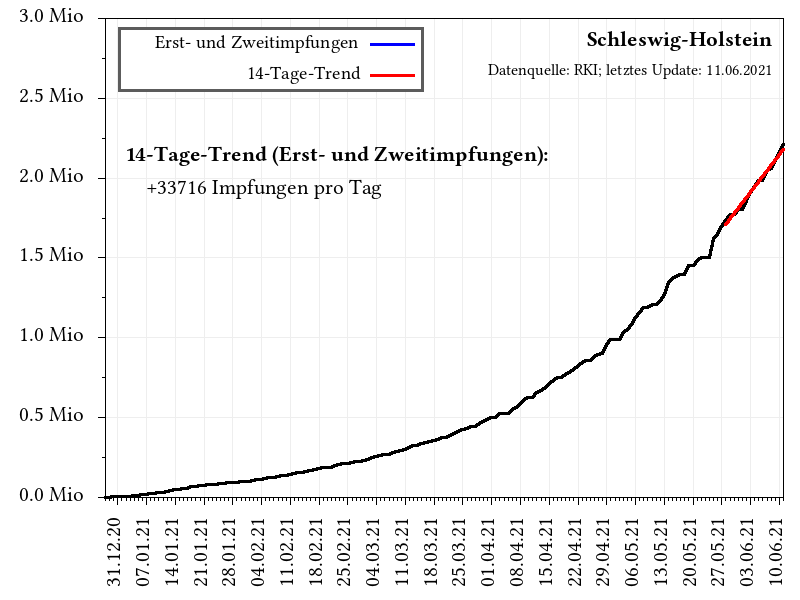 3.0 Mio
2.5 Mio
2.0 Mio
1.5 Mio
1.0 Mio
0.5 Mio
0.0 Mio
Erst- und Zweitimpfungen
14-Tage-Trend
Schleswig-Holstein
Datenquelle: RKI; letztes Update: 11.06.2021
14-Tage-Trend (Erst- und Zweitimpfungen):
+33716 Impfungen pro Tag
31.12.20
07.01.21
14.01.21
21.01.21
28.01.21
04.02.21
11.02.21
18.02.21
25.02.21
04.03.21
11.03.21
18.03.21
25.03.21
01.04.21
08.04.21
15.04.21
22.04.21
29.04.21
06.05.21
13.05.21
20.05.21
27.05.21
03.06.21
10.06.21